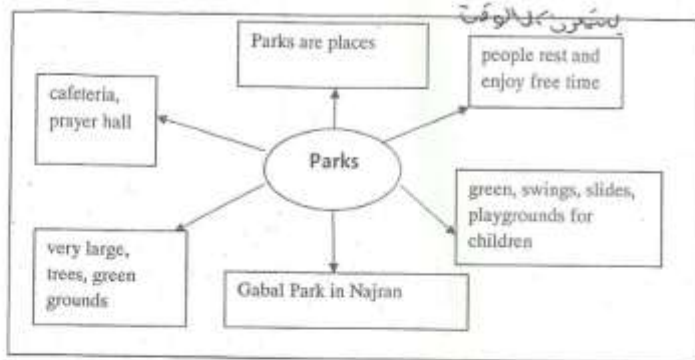 Parks are places
people rest and
enjoy free time
cafeteria,
prayer hall
Parks
green, swings, slides,
playgrounds for
children
very large,
trees, green
grounds
Gabal Park in Najran